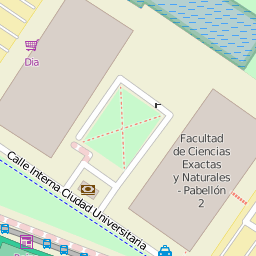 Dia
Facultad
de Ciencias
Exactas
y Naturales
- Pabellón
2
Calle Interna Ciudad Universitaria